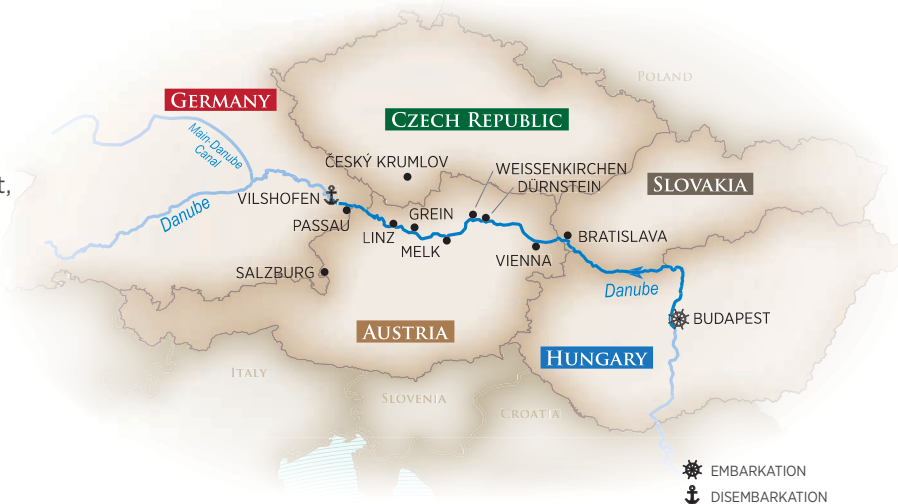 POLAND
GERMANY
CZECH REPUBLIC
Main-Danube
Canal
ČESKÝ KRUMLOV
WEISSENKIRCHEN
DÜRNSTEIN
SLOVAKIA
t,
VILSHOFEN
Danube
PASSAU
GREIN
LINZ
MELK
BRATISLAVA
VIENNA
SALZBURG
Danube
BUDAPEST
AUSTRIA
HUNGARY
ITALY
SLOVENIA
CROATIA
EMBARKATION
DISEMBARKATION